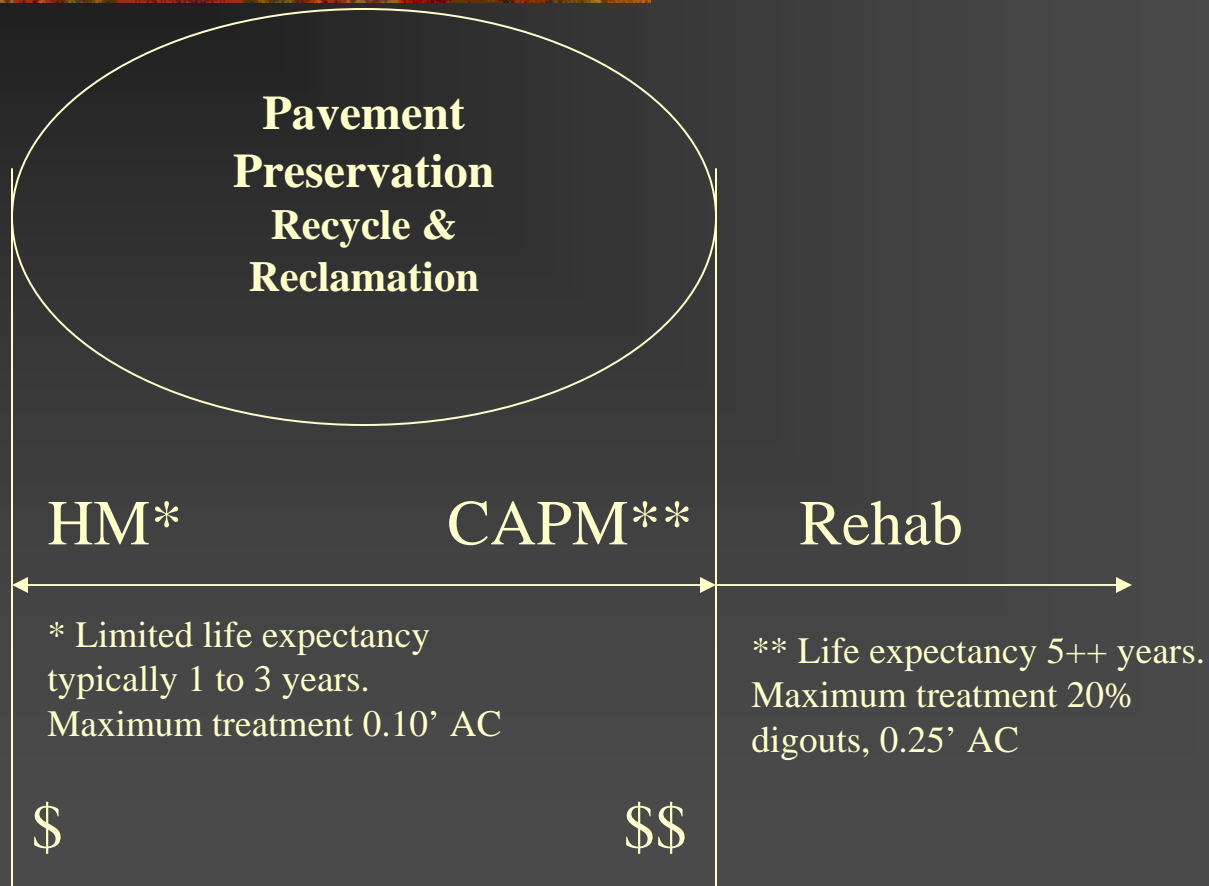 Pavement
Preservation
Recycle &
Reclamation
HM*
CAPM**
Rehab
* Limited life expectancy
typically 1 to 3 years.
Maximum treatment 0.10’ AC
** Life expectancy 5++ years.
Maximum treatment 20%
digouts, 0.25’ AC
$
$$